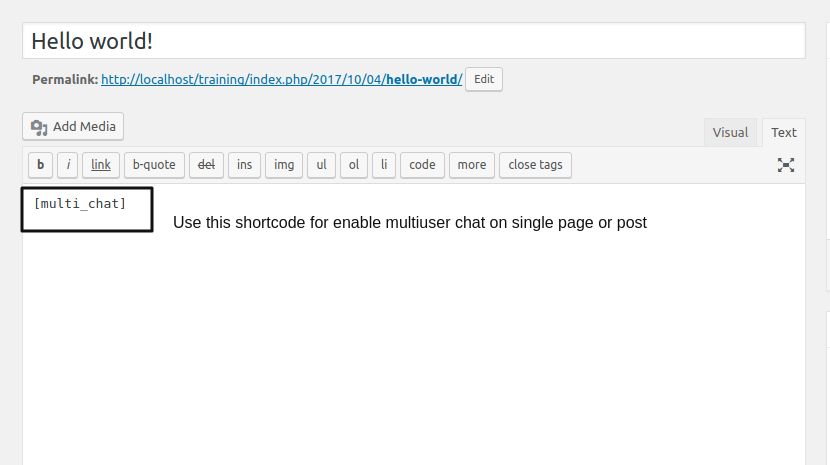 Hello world!
Permalink: http://localhost/training/index.php/2017/10/04/hello-world/ Edit
Add Media
Visual Text
b i link b-quote del ins img ul ol li code more close tags
[multi_chat]
Use this shortcode for enable multiuser chat on single page or post